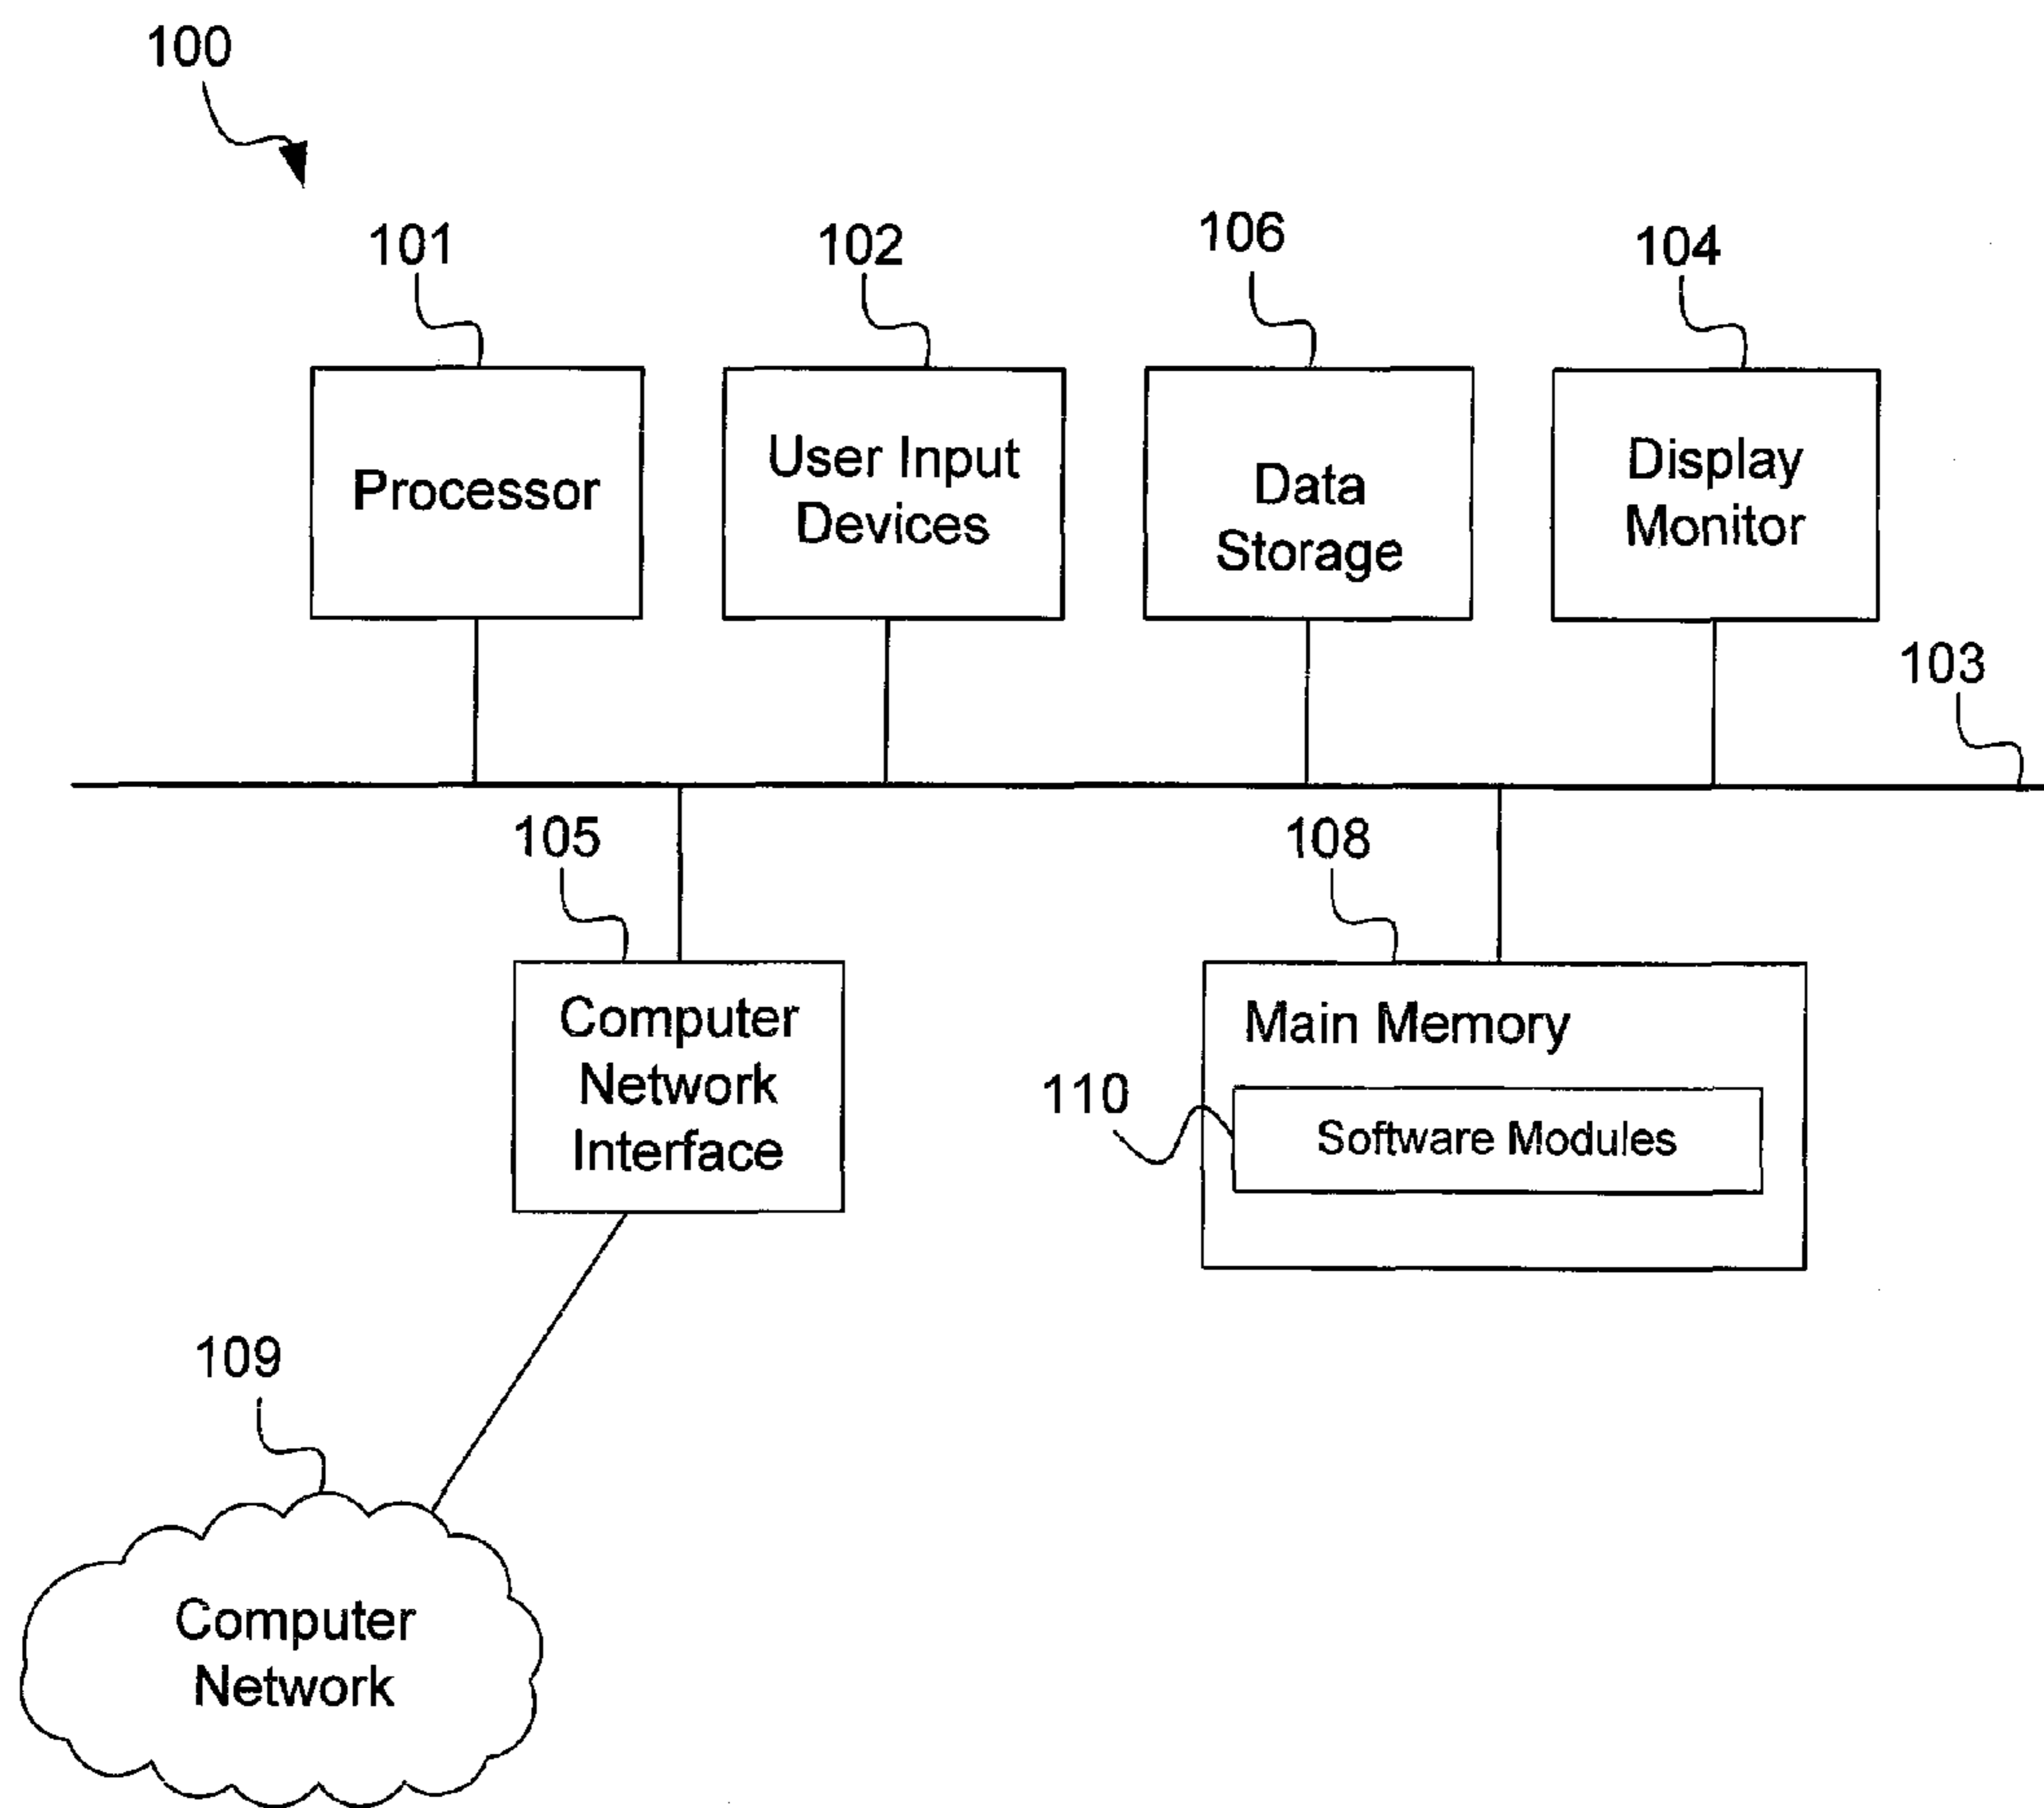 100
101
102
106
104
Processor
User Input
Devices
Data
Storage
Display
Monitor
103
105
108
Computer
Network
Interface
Main Memory
110
Software Modules
109
Computer
Network